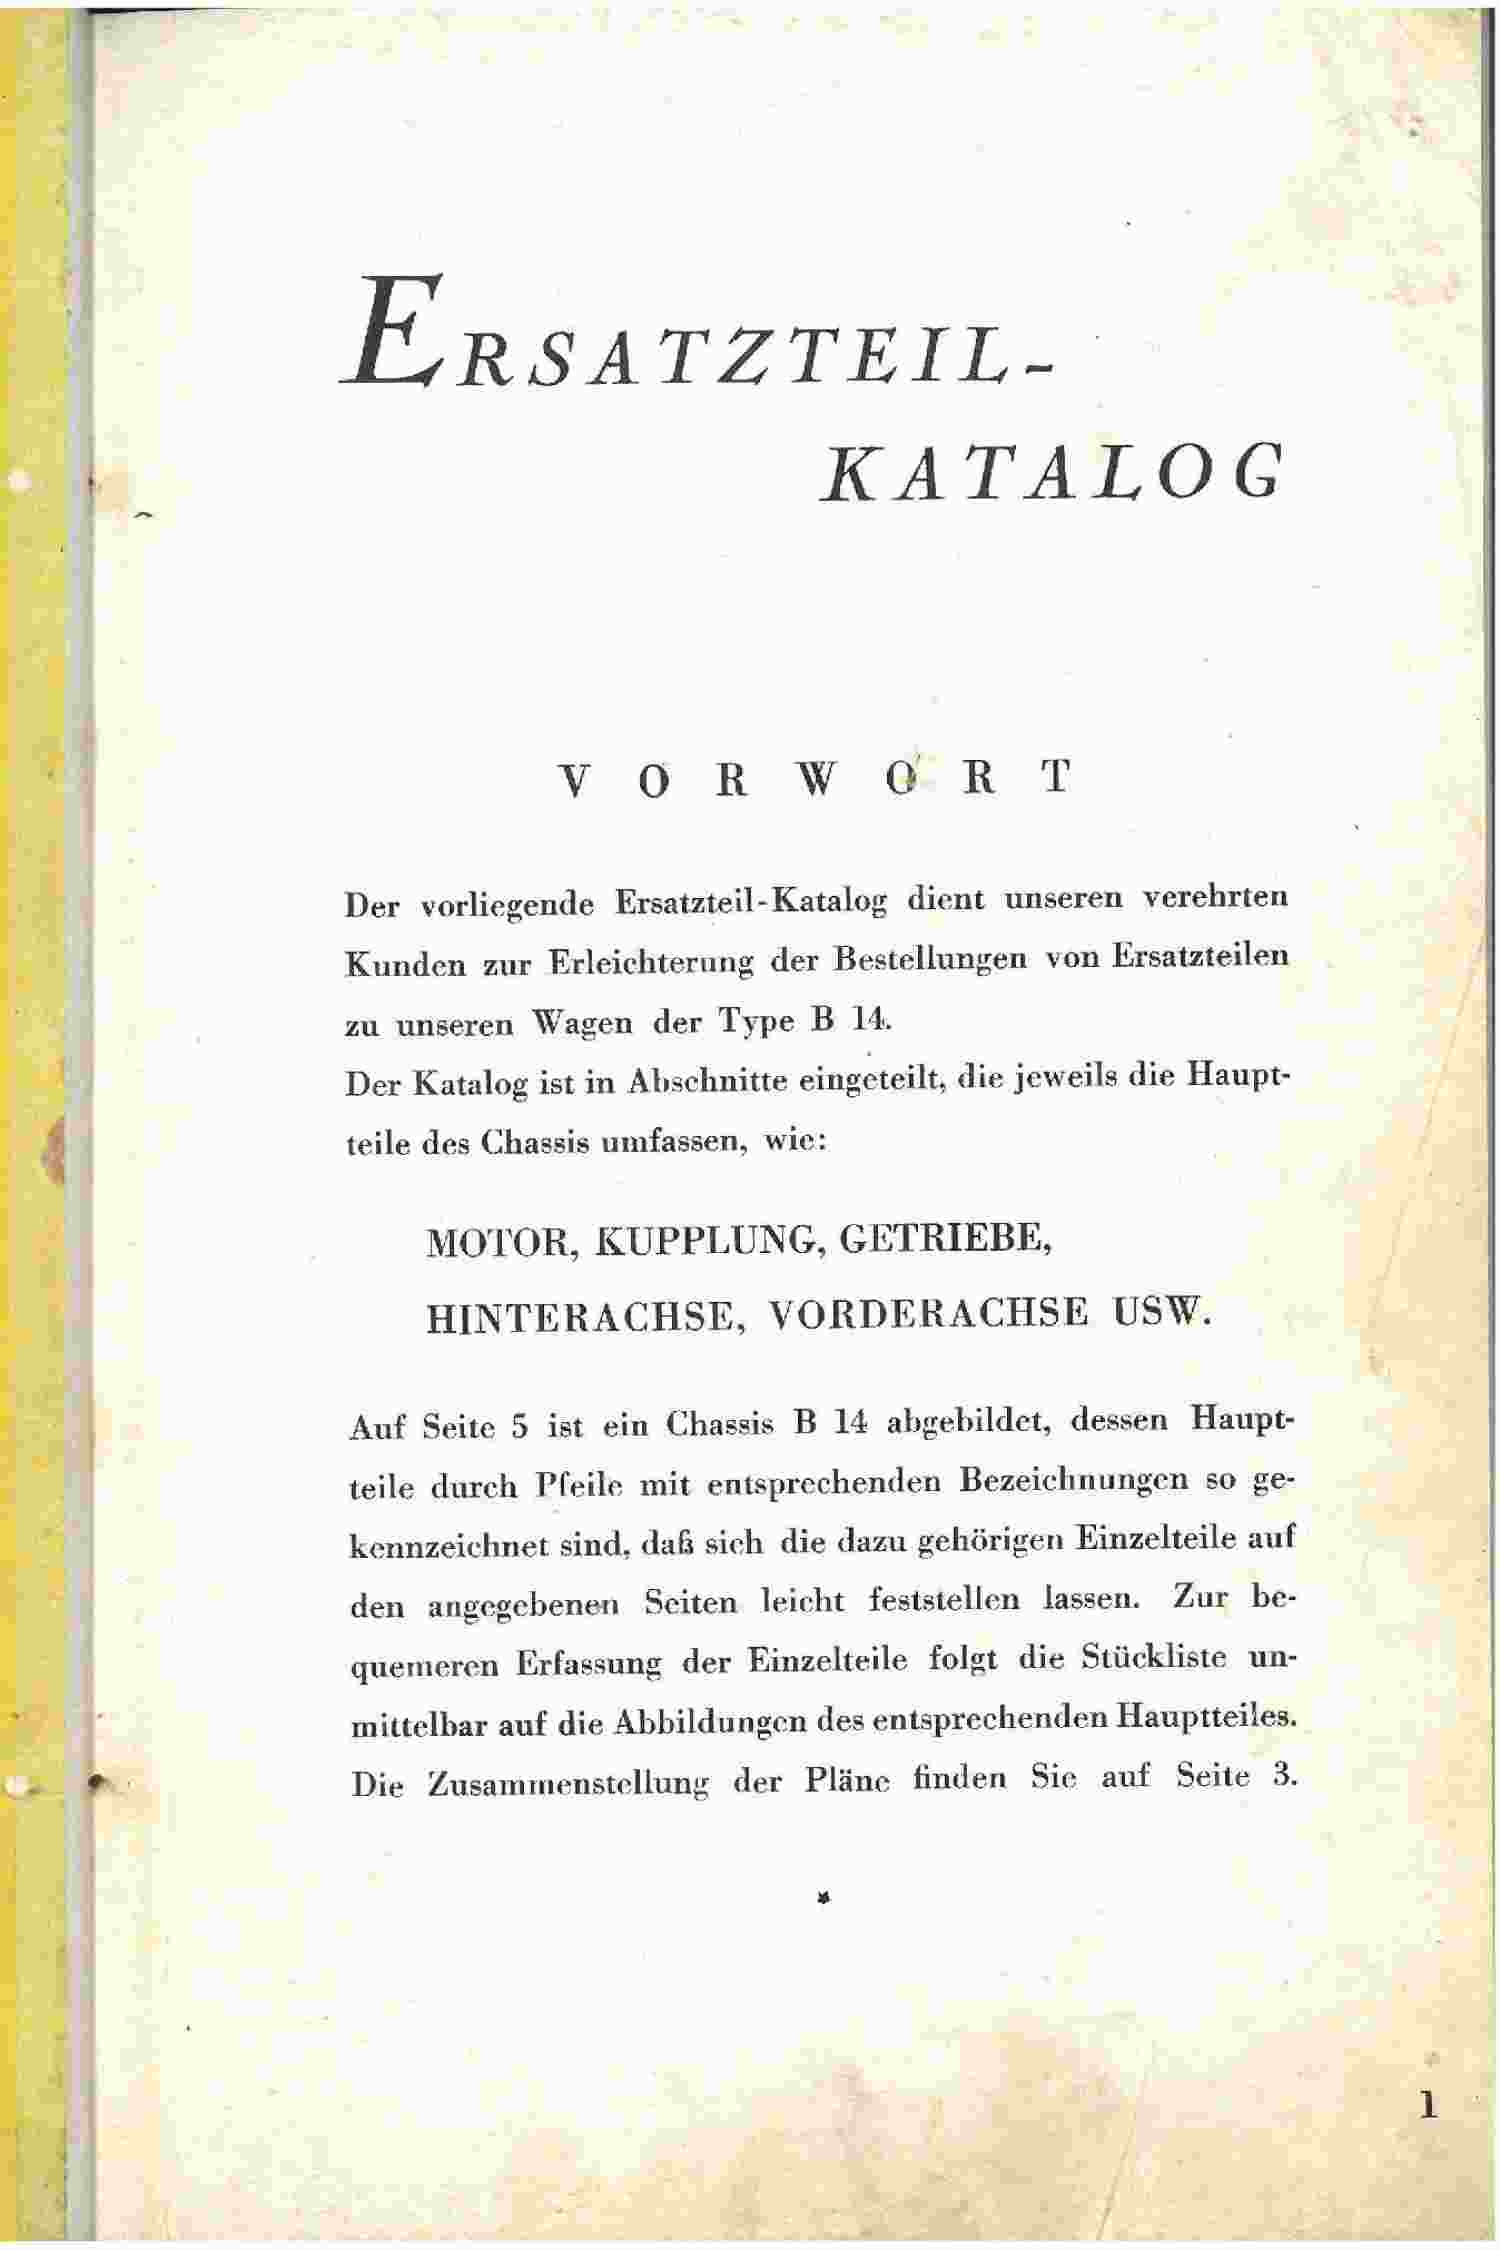 ERSATZTEIL-
KATALOG
VORWORT
Der vorliegende Ersatzteil-Katalog dient unseren verehrten
Kunden zur Erleichterung der Bestellungen von Ersatzteilen
zu unseren Wagen der Type B 14.
Der Katalog ist in Abschnitte eingeteilt, die jeweils die Haupt-
teile des Chassis umfassen, wie:
MOTOR, KUPPLUNG, GETRIEBE,
HINTERACHSE, VORDERACHSE USW.
Auf Seite 5 ist ein Chassis B 14 abgebildet, dessen Haupt-
teile durch Pfeile mit entsprechenden Bezeichnungen so ge-
kennzeichnet sind, daß sich die dazu gehörigen Einzelteile auf
den angegebenen Seiten leicht feststellen lassen. Zur be-
quemeren Erfassung der Einzelteile folgt die Stückliste un-
mittelbar auf die Abbildungen des entsprechenden Hauptteiles.
Die Zusammenstellung der Pläne finden Sie auf Seite 3.
*
1